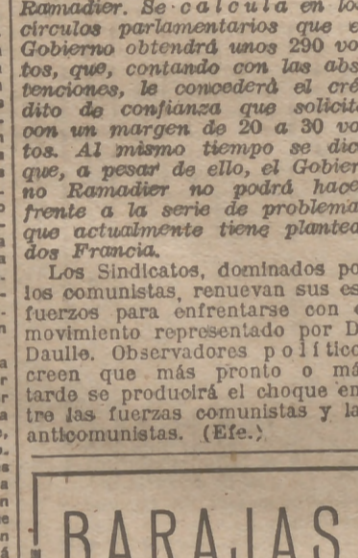 Ramadier. Se calcula en los
círculos parlamentarios que e
Gobierno obtendrá unos 290 vo
tos, que, contando con las abs
tenciones, le concederá el cré
dito de confianza que solicita
con un margen de 20 a 30 vo
tos. Al mismo tiempo se dic
que, a pesar de ello, el Gobier
no Ramadier no podrá hace
frente a la serie de problema
que actualmente tiene plantea
dos Francia.
Los Sindicatos, dominados po
los comunistas, renuevan sus es
fuerzos para enfrentarse con e
movimiento representado por D
Daulle. Observadores polítíco
creen que más pronto o má
tarde se producirá el choque en
tre las fuerzas comunistas y la
anticomunistas. (Efe.)
BARAJAS